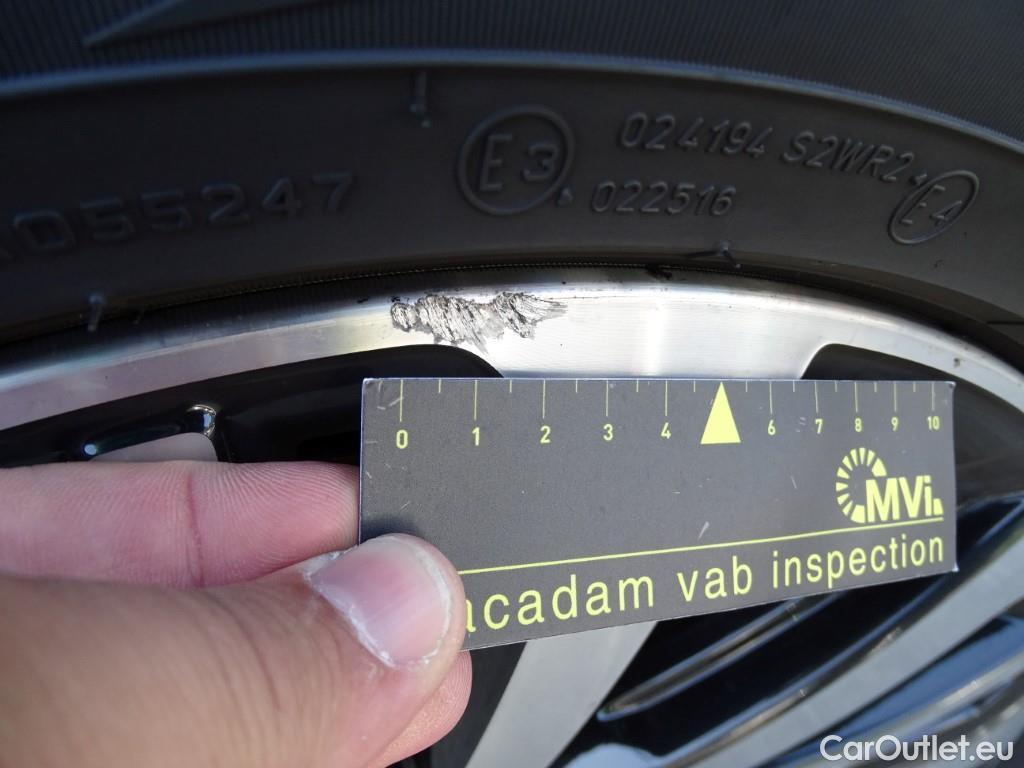 024194 S2WR2
E3
022516
E4
055247
0 1 2 3 4 6 7 8 9 10
MVi.
acadam vab inspection
CarOutlet.eu